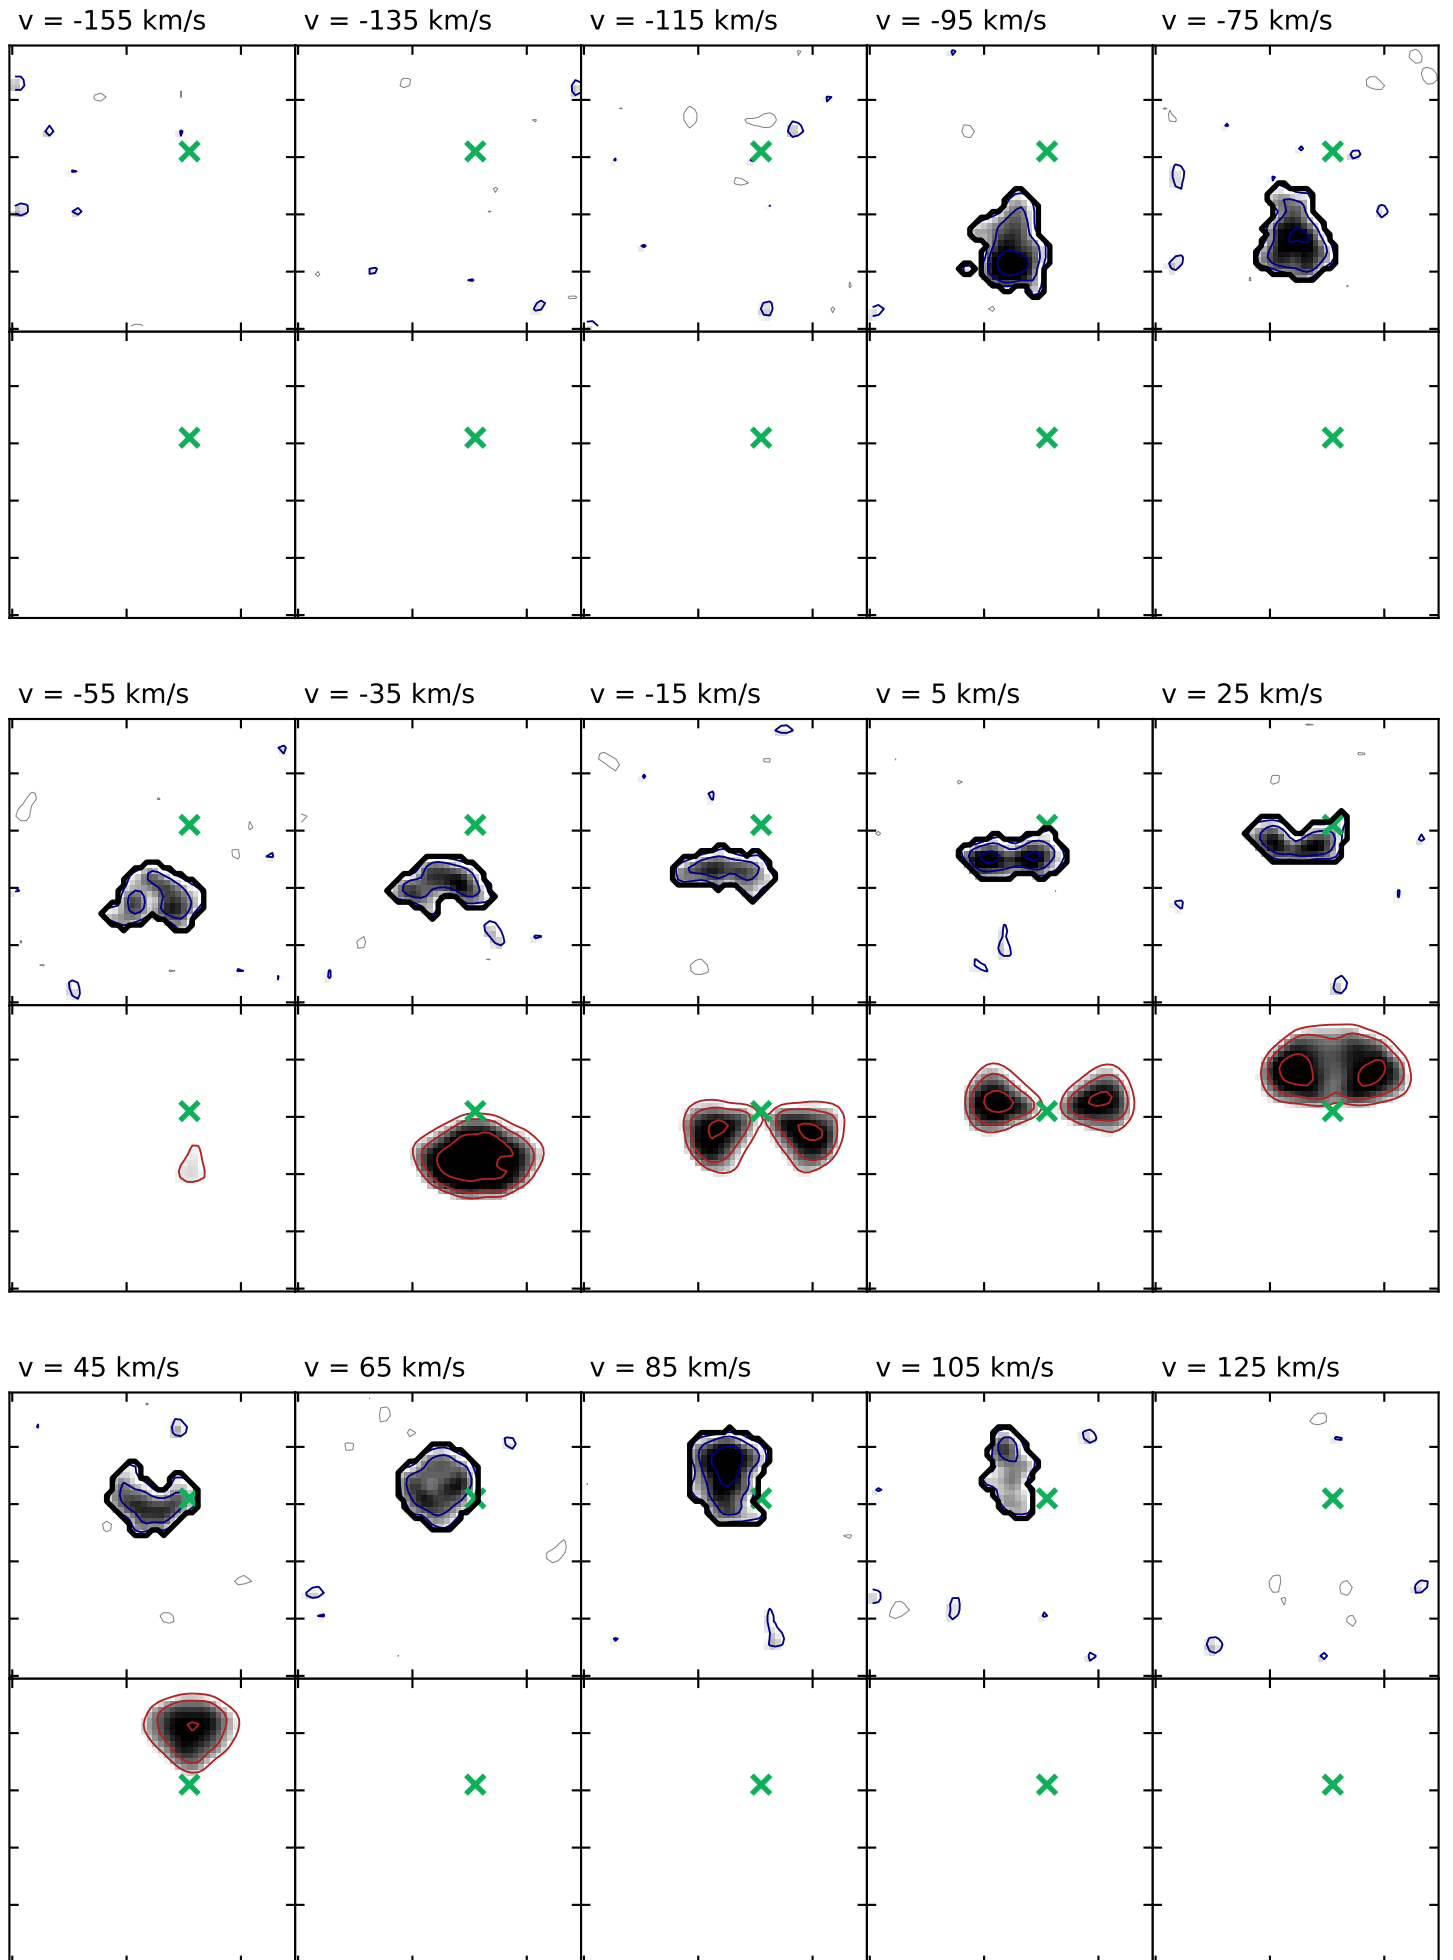 v = -155 km/s
v = -135 km/s
v = -115 km/s
v = -95 km/s
v = -75 km/s
v = -55 km/s
v = -35 km/s
v = -15 km/s
v = 5 km/s
v = 25 km/s
v = 45 km/s
v = 65 km/s
v = 85 km/s
v = 105 km/s
v = 125 km/s